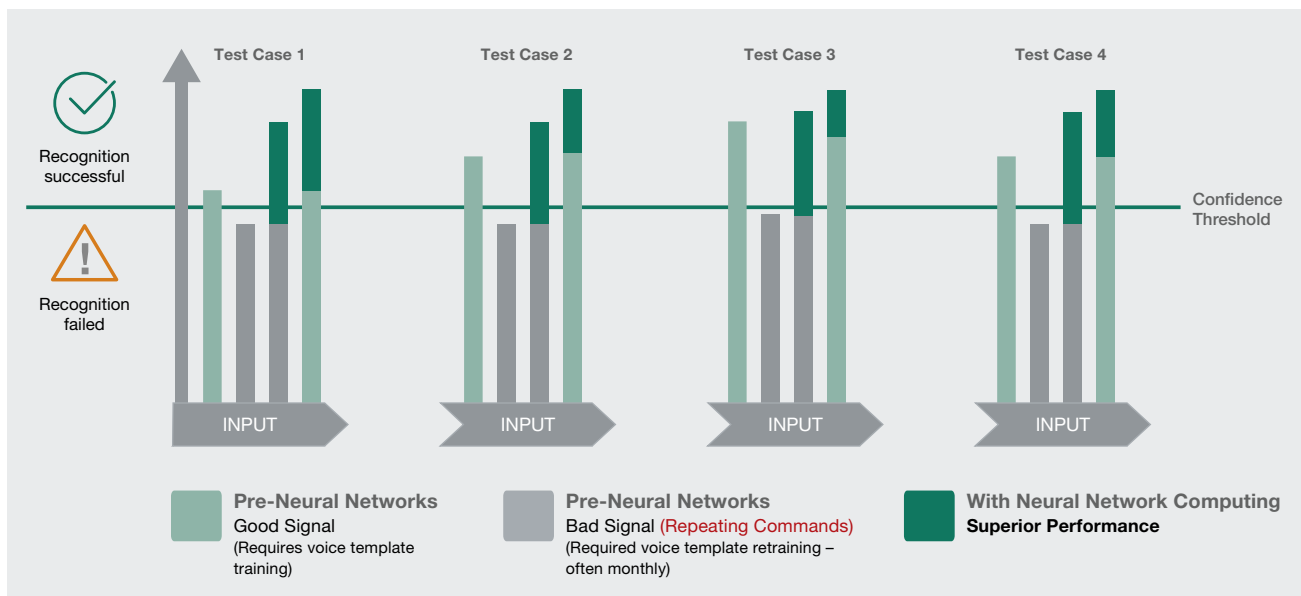 Test Case 1
Test Case 2
Test Case 3
Test Case 4
Recognition
successful
Confidence
Threshold
!
Recognition
failed
INPUT
INPUT
INPUT
INPUT
Pre-Neural Networks
Good Signal
(Requires voice template
training)
Pre-Neural Networks
Bad Signal (Repeating Commands)
(Required voice template retraining –
often monthly)
With Neural Network Computing
Superior Performance